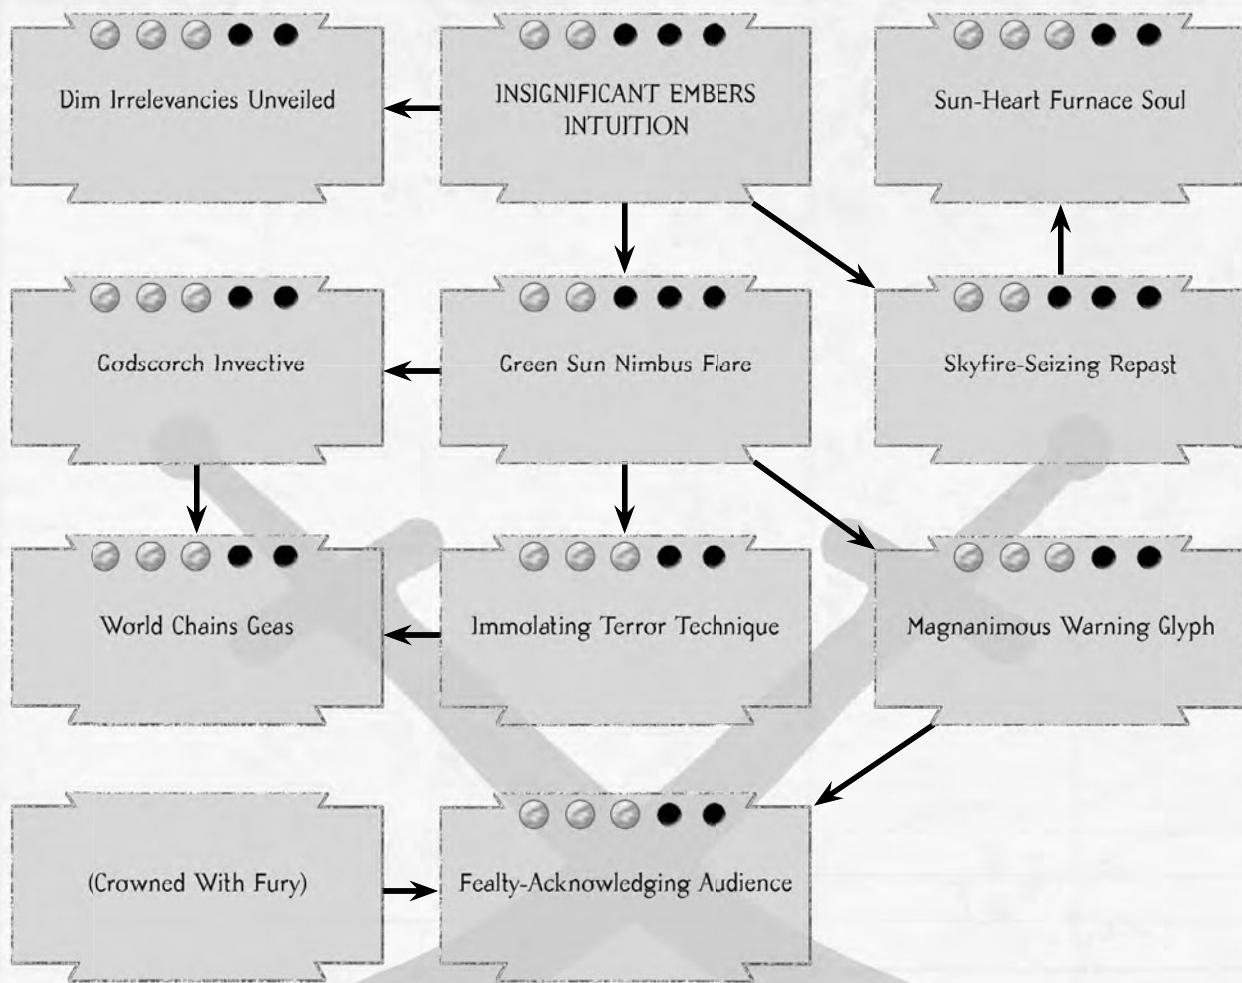 Dim Irrelevancies Unveiled
INSIGNIFICANT EMBERS
INTUITION
Sun-Heart Furnace Soul
Godscorch Invective
Green Sun Nimbus Flare
Skyfire-Seizing Repast
World Chains Geas
Immolating Terror Technique
Magnanimous Warning Glyph
(Crowned With Fury)
Fealty-Acknowledging Audience